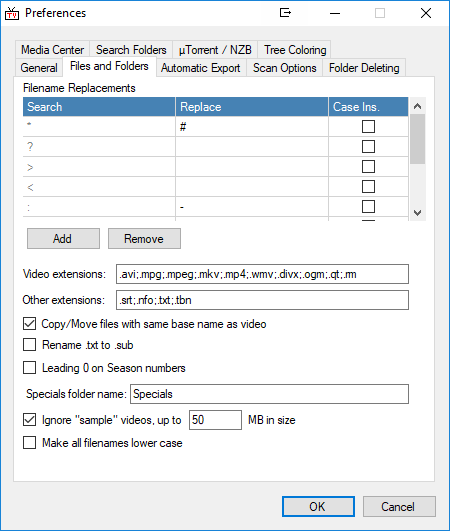 TV Preferences
Media Center Search Folders µTorrent / NZB Tree Coloring
General Files and Folders Automatic Export Scan Options Folder Deleting
Filename Replacements
Search Replace Case Ins.
* #
?
>
<
: -
Add Remove
Video extensions: .avi;.mpg;.mpeg;.mkv;.mp4;.wmv;.divx;.ogm;.qt;.rm
Other extensions: .srt;.nfo;.txt;.tbn
Copy/Move files with same base name as video
Rename .txt to .sub
Leading 0 on Season numbers
Specials folder name: Specials
Ignore "sample" videos, up to 50 MB in size
Make all filenames lower case
OK Cancel